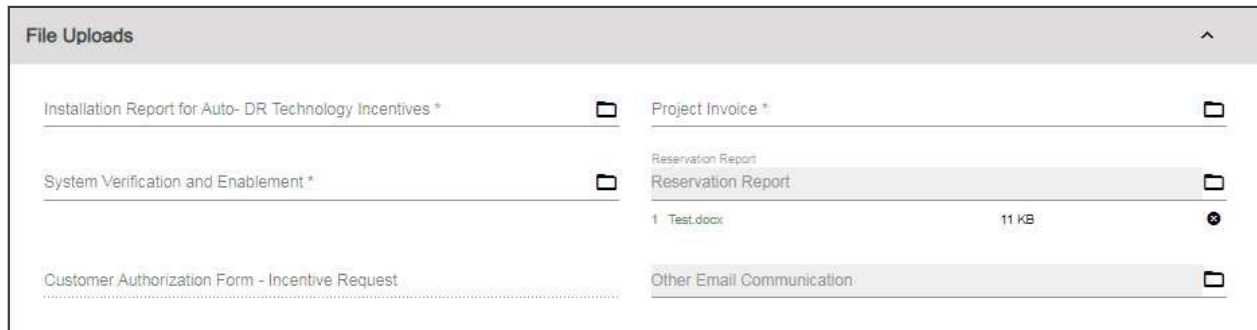 File Uploads
Installation Report for Auto- DR Technology Incentives *
Project Invoice *
System Verification and Enablement *
Reservation Report
Reservation Report
1 Test.docx 11 KB
Customer Authorization Form - Incentive Request
Other Email Communication